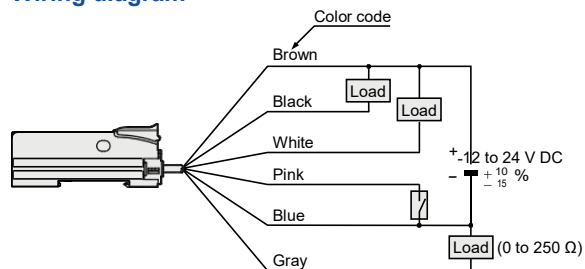 Wiring diagram
Color code
Brown
Black
Load
Load
White
+
-12 to 24 V DC
Pink
– + 10
– 15 %
Blue
Load (0 to 250 Ω)
Gray